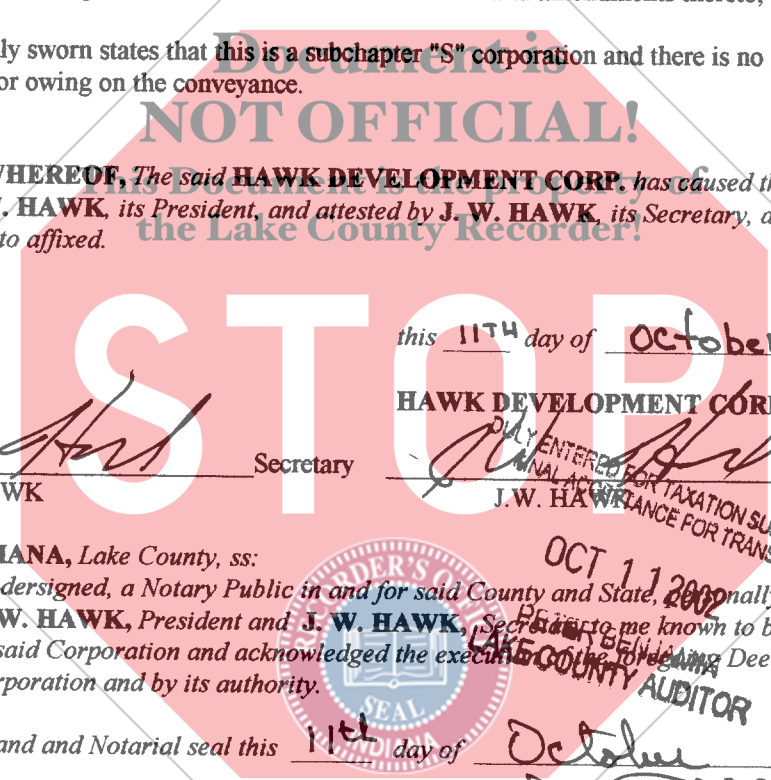 ly sworn states that this is a subchapter "S" corporation and there is no
Document is
or owing on the conveyance.
NOT OFFICIAL!
WHEREOF, The said HAWK DEVELOPMENT CORP. has caused th
This Document is the property of
. HAWK, its President, and attested by J. W. HAWK, its Secretary, a
the Lake County Recorder!
to affixed.
STOP
this 11TH day of October
HAWK DEVELOPMENT COR
Secretary
WK
J.W. HAWK
DULY ENTERED FOR TAXATION SU
FINAL ACCEPTANCE FOR TRANS
IANA, Lake County, ss:
OCT 11 2002
dersigned, a Notary Public in and for said County and State, personally
W. HAWK, President and J. W. HAWK, Secretary to me known to b
PETER BENJAMIN
said Corporation and acknowledged the execution of the foregoing Dee
LAKE COUNTY AUDITOR
rporation and by its authority.
RECORDER'S OFFICE
SEAL
INDIANA
and and Notarial seal this 11th day of October